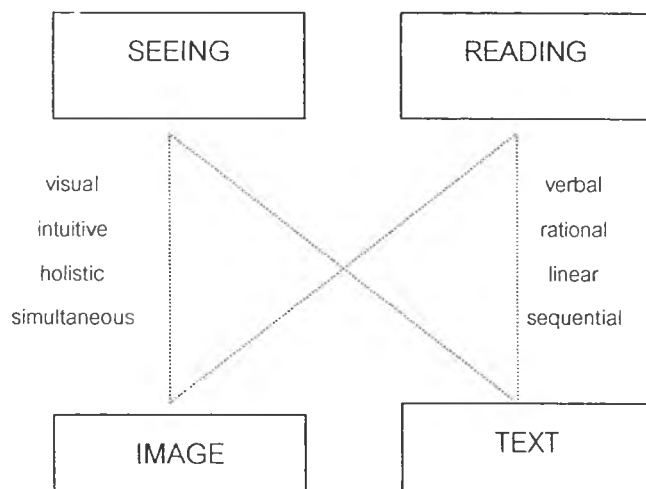 SEEING
READING
visual
intuitive
holistic
simultaneous
verbal
rational
linear
sequential
IMAGE
TEXT